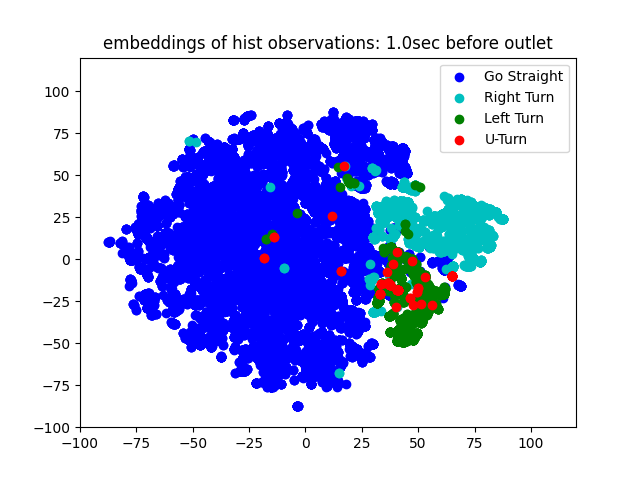 embeddings of hist observations: 1.0sec before outlet
Go Straight
Right Turn
Left Turn
U-Turn
100
75
50
25
0
−25
−50
−75
−100
−100 −75 −50 −25 0 25 50 75 100